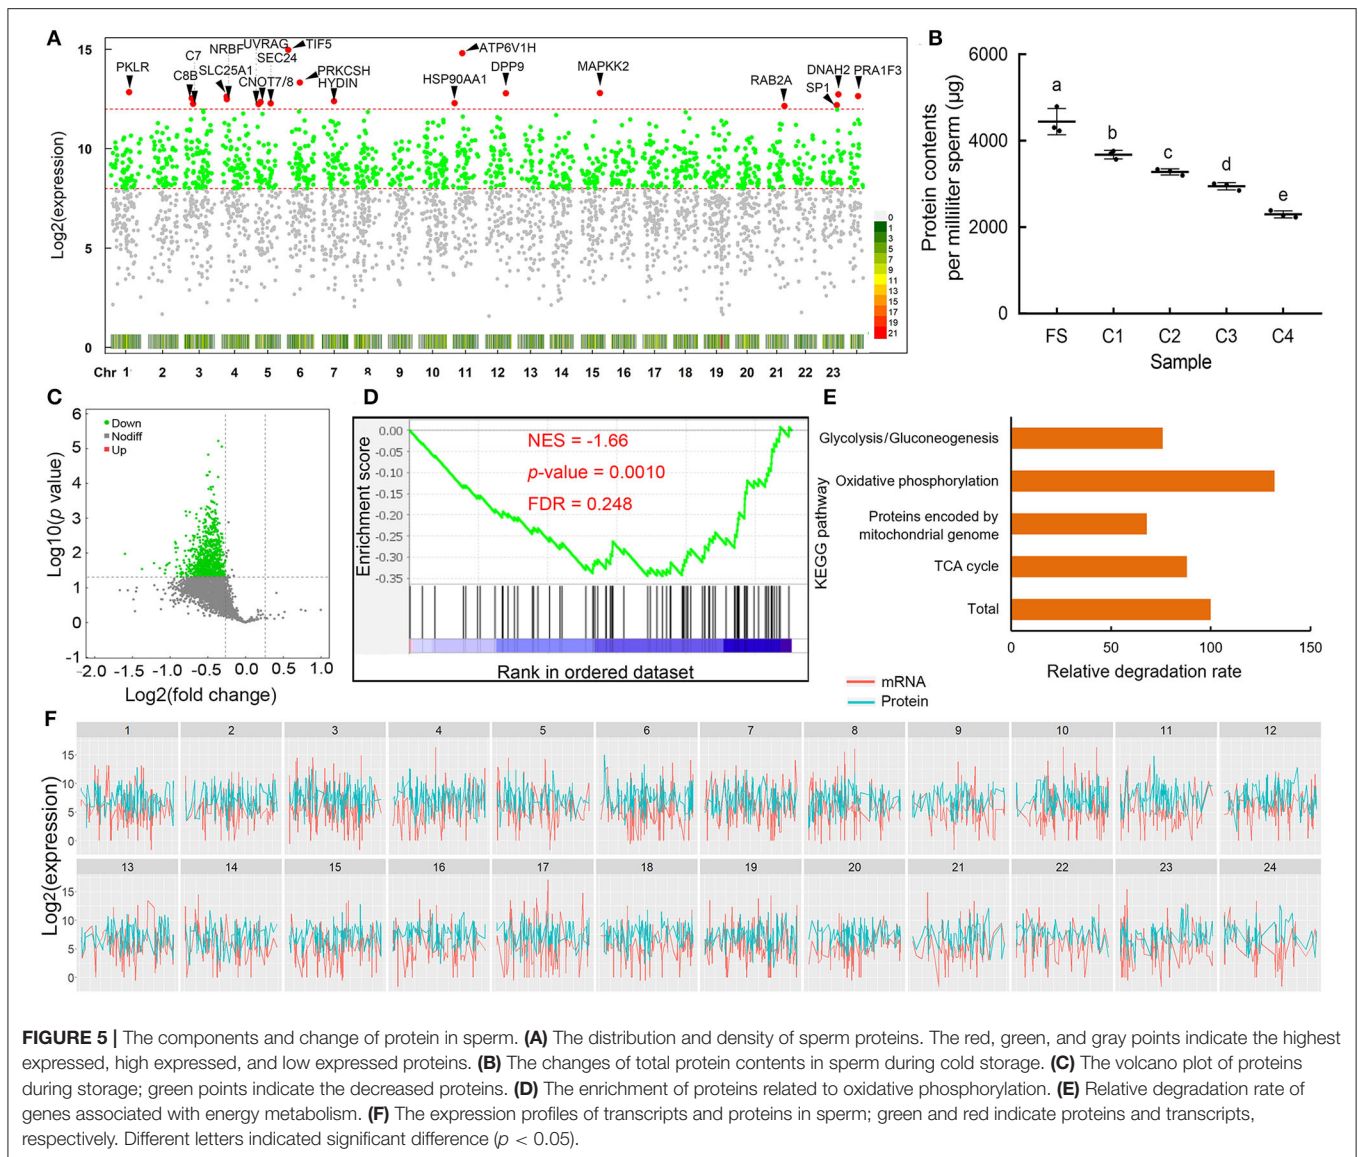 A
15
10
5
0
Log2(expression)
PKLR
C7
C8B
NRBF
SLC25A1
UVRAG
SEC24
CNOT7/8
TIF5
PRKCSH
HYDIN
ATP6V1H
HSP90AA1
DPP9
MAPKK2
RAB2A
DNAH2
SP1
PRA1F3
0
1
3
5
7
9
11
13
15
17
19
21
Chr 1 2 3 4 5 6 7 8 9 10 11 12 13 14 15 16 17 18 19 20 21 22 23
B
Protein contents
per milliliter sperm (µg)
6000
4000
2000
0
a
b
c
d
e
FS C1 C2 C3 C4
Sample
C
Log10(p value)
6
5
4
3
2
1
0
-1
Down
Nodiff
Up
-2.0 -1.5 -1.0 -0.5 0.0 0.5 1.0
Log2(fold change)
D
Enrichment score
0.00
-0.05
-0.10
-0.15
-0.20
-0.25
-0.30
-0.35
NES = -1.66
p-value = 0.0010
FDR = 0.248
Rank in ordered dataset
E
KEGG pathway
Glycolysis/Gluconeogenesis
Oxidative phosphorylation
Proteins encoded by
mitochondrial genome
TCA cycle
Total
0 50 100 150
Relative degradation rate
mRNA
Protein
F
Log2(expression)
1 2 3 4 5 6 7 8 9 10 11 12
15
10
5
0
13 14 15 16 17 18 19 20 21 22 23 24
15
10
5
0
FIGURE 5 | The components and change of protein in sperm. (A) The distribution and density of sperm proteins. The red, green, and gray points indicate the highest
expressed, high expressed, and low expressed proteins. (B) The changes of total protein contents in sperm during cold storage. (C) The volcano plot of proteins
during storage; green points indicate the decreased proteins. (D) The enrichment of proteins related to oxidative phosphorylation. (E) Relative degradation rate of
genes associated with energy metabolism. (F) The expression profiles of transcripts and proteins in sperm; green and red indicate proteins and transcripts,
respectively. Different letters indicated significant difference (p < 0.05).